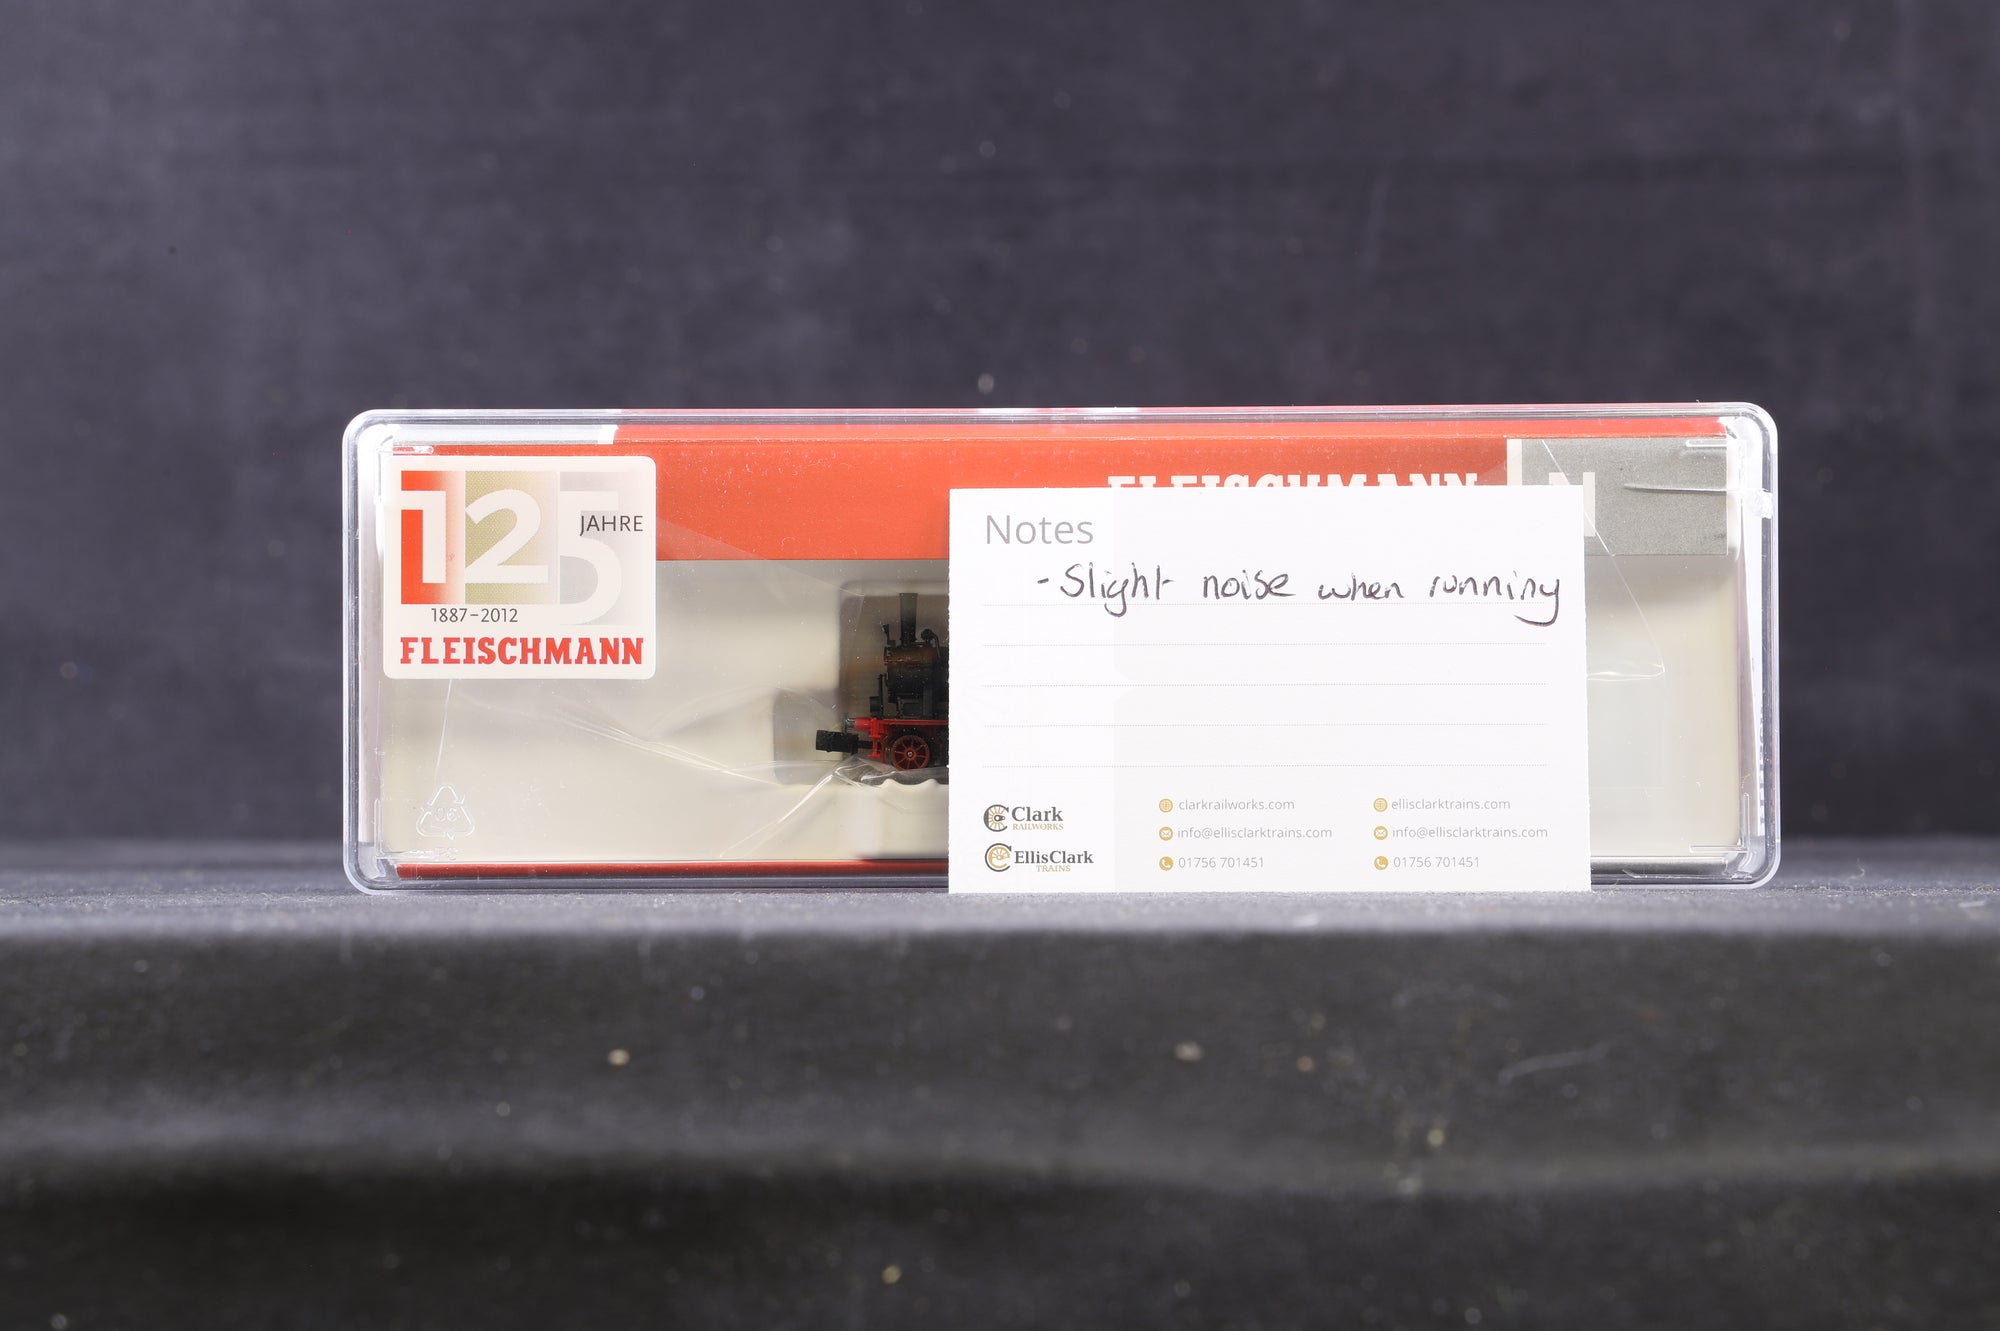 125
JAHRE
1887-2012
FLEISCHMANN
FLEISCHMANN
N
Notes
- Slight noise when running
Clark
RAILWORKS
clarkrailworks.com
info@ellisclarktrains.com
01756 701451
EllisClark
TRAINS
ellisclarktrains.com
info@ellisclarktrains.com
01756 701451